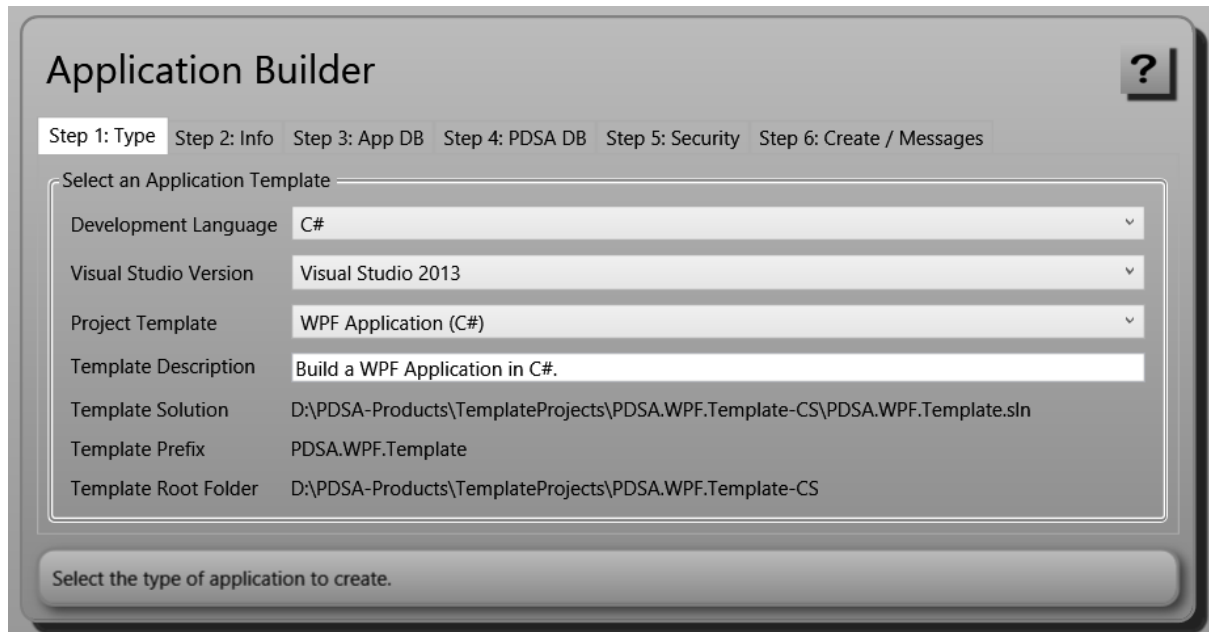 Application Builder
?
Step 1: Type Step 2: Info Step 3: App DB Step 4: PDSA DB Step 5: Security Step 6: Create / Messages
Select an Application Template
Development Language C#
Visual Studio Version Visual Studio 2013
Project Template WPF Application (C#)
Template Description Build a WPF Application in C#.
Template Solution D:\PDSA-Products\TemplateProjects\PDSA.WPF.Template-CS\PDSA.WPF.Template.sln
Template Prefix PDSA.WPF.Template
Template Root Folder D:\PDSA-Products\TemplateProjects\PDSA.WPF.Template-CS
Select the type of application to create.